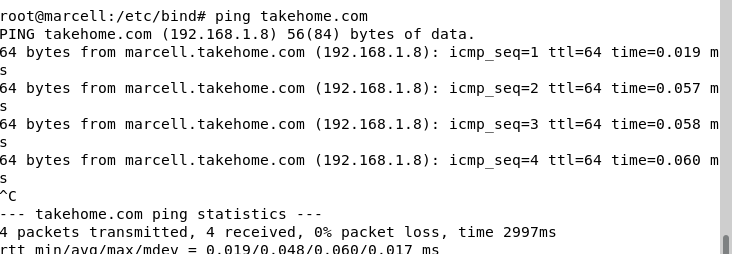 root@marcell:/etc/bind# ping takehome.com
PING takehome.com (192.168.1.8) 56(84) bytes of data.
64 bytes from marcell.takehome.com (192.168.1.8): icmp_seq=1 ttl=64 time=0.019 m
s
64 bytes from marcell.takehome.com (192.168.1.8): icmp_seq=2 ttl=64 time=0.057 m
s
64 bytes from marcell.takehome.com (192.168.1.8): icmp_seq=3 ttl=64 time=0.058 m
s
64 bytes from marcell.takehome.com (192.168.1.8): icmp_seq=4 ttl=64 time=0.060 m
s
^C
--- takehome.com ping statistics ---
4 packets transmitted, 4 received, 0% packet loss, time 2997ms
rtt min/avg/max/mdev = 0.019/0.048/0.060/0.017 ms